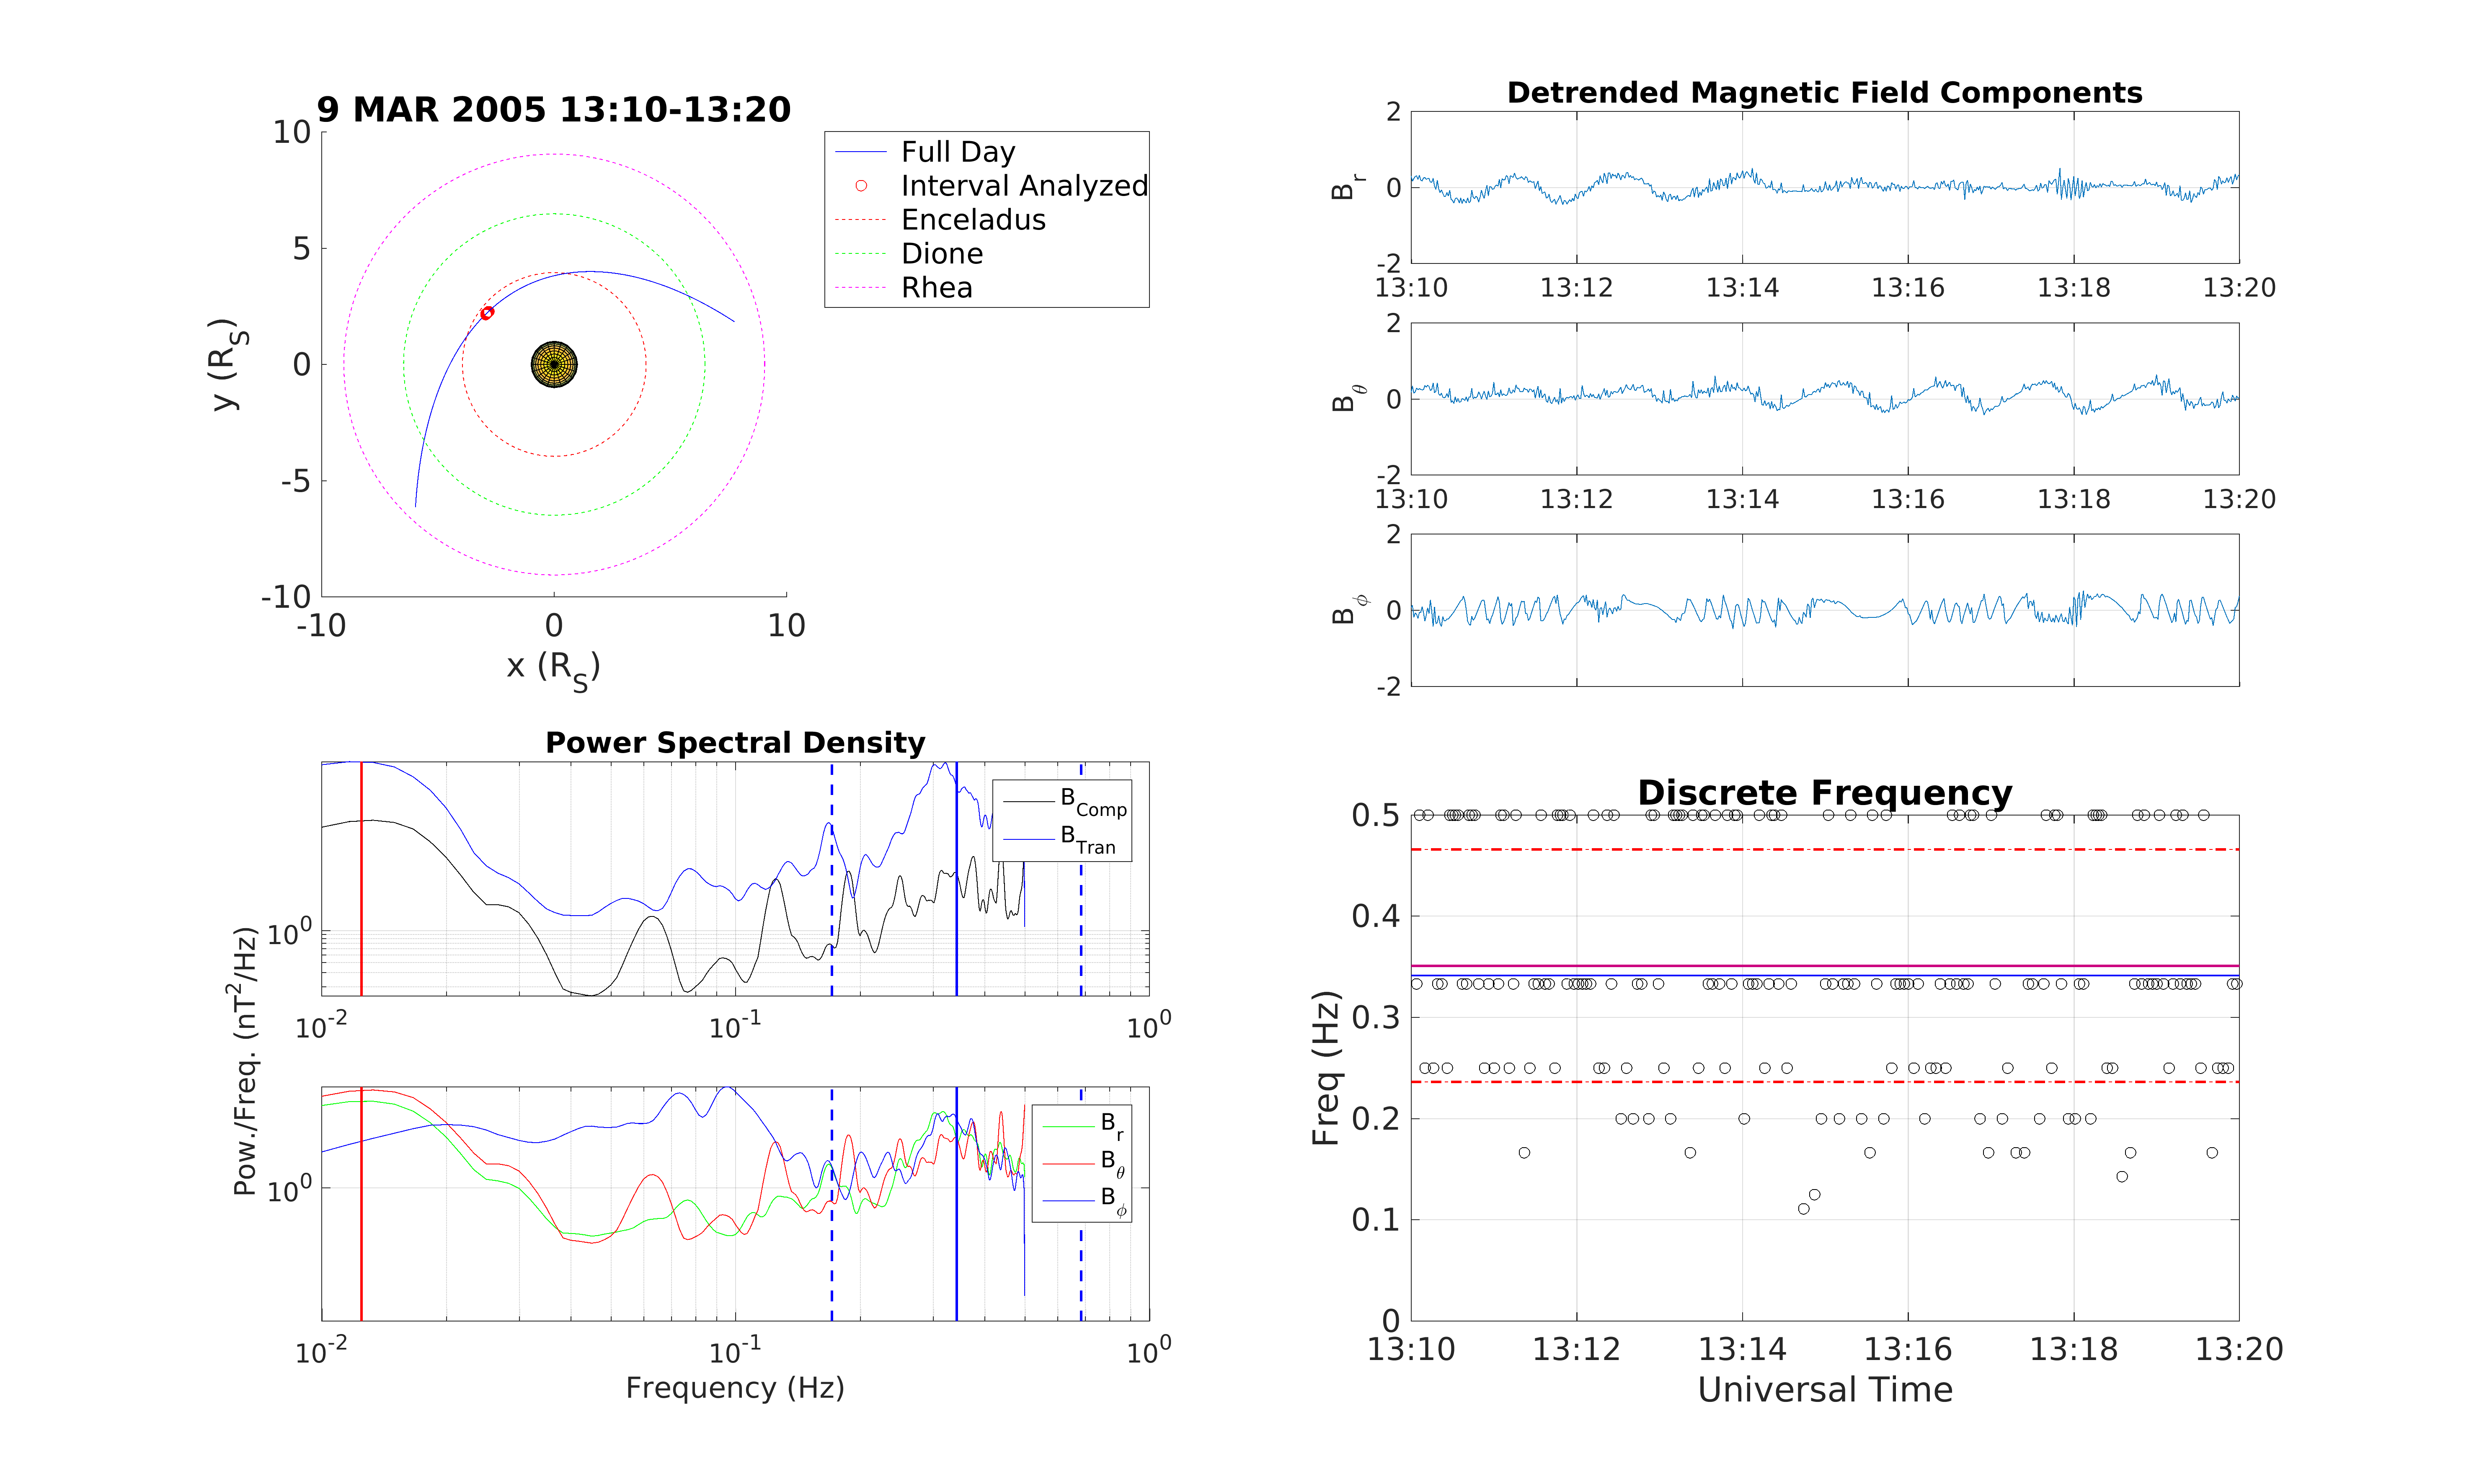 9 MAR 2005 13:10-13:20
10
5
0
-5
-10
-10
0
10
y (R_S)
x (R_S)
Full Day
Interval Analyzed
Enceladus
Dione
Rhea
Detrended Magnetic Field Components
B_r
2
0
-2
13:10
13:12
13:14
13:16
13:18
13:20
B_θ
2
0
-2
13:10
13:12
13:14
13:16
13:18
13:20
B_ϕ
2
0
-2
Power Spectral Density
10^0
10^-2
10^-1
10^0
B_Comp
B_Tran
Pow./Freq. (nT^2/Hz)
10^0
10^-2
10^-1
10^0
B_r
B_θ
B_ϕ
Frequency (Hz)
Discrete Frequency
0.5
0.4
0.3
0.2
0.1
0
Freq (Hz)
13:10
13:12
13:14
13:16
13:18
13:20
Universal Time